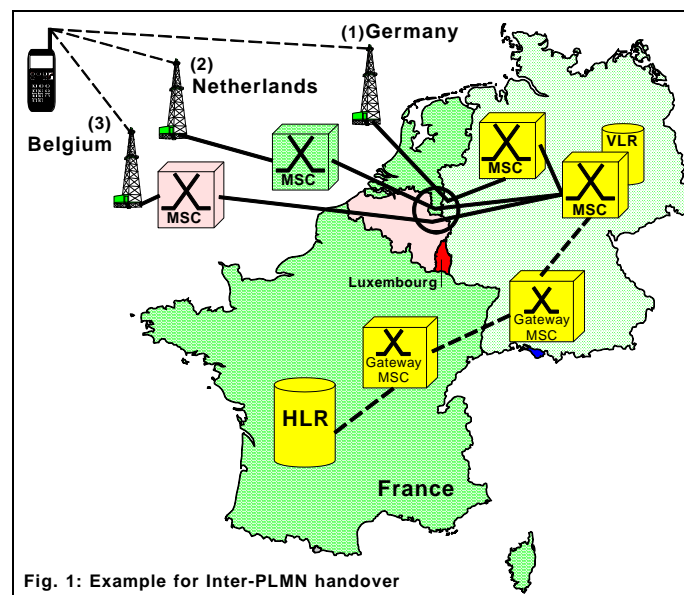 (1) Germany
(2)
Netherlands
(3)
Belgium
MSC
MSC
MSC
VLR
MSC
Luxembourg
Gateway
MSC
Gateway
MSC
HLR
France
Fig. 1: Example for Inter-PLMN handover